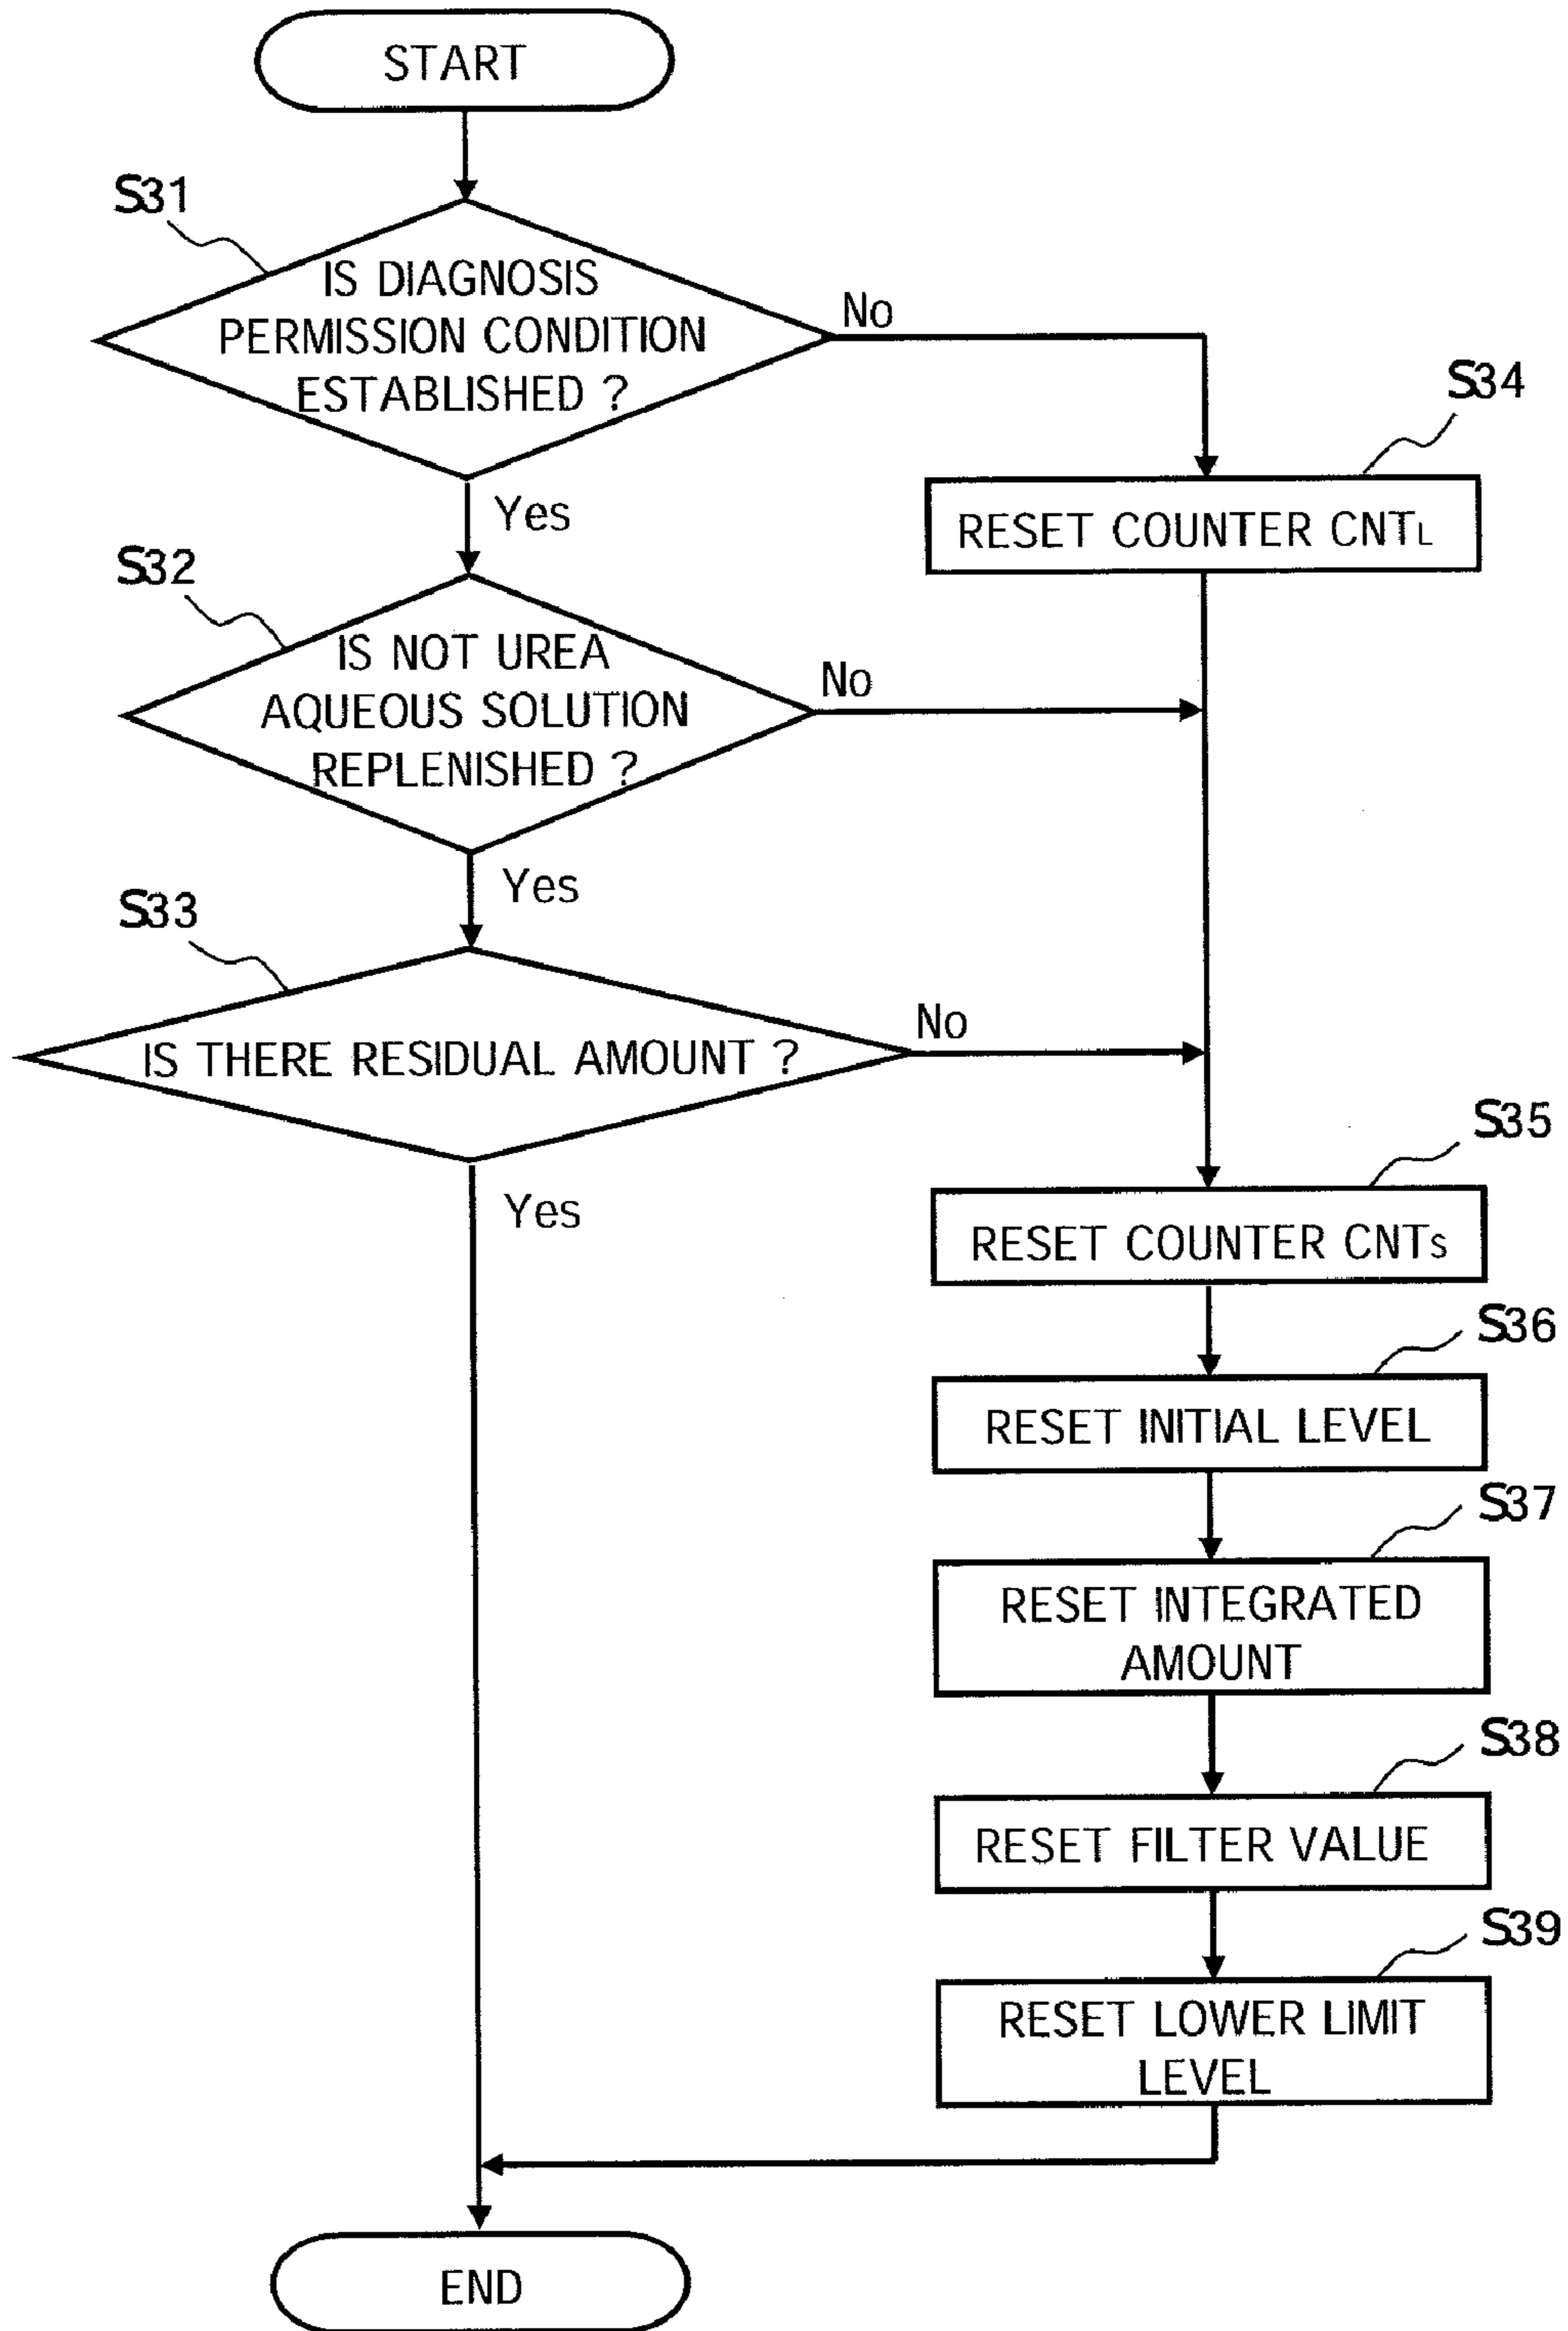 START
S31
IS DIAGNOSIS
PERMISSION CONDITION
ESTABLISHED ?
No
Yes
S34
RESET COUNTER CNTL
S32
IS NOT UREA
AQUEOUS SOLUTION
REPLENISHED ?
No
Yes
S33
IS THERE RESIDUAL AMOUNT ?
No
Yes
S35
RESET COUNTER CNTS
S36
RESET INITIAL LEVEL
S37
RESET INTEGRATED
AMOUNT
S38
RESET FILTER VALUE
S39
RESET LOWER LIMIT
LEVEL
END